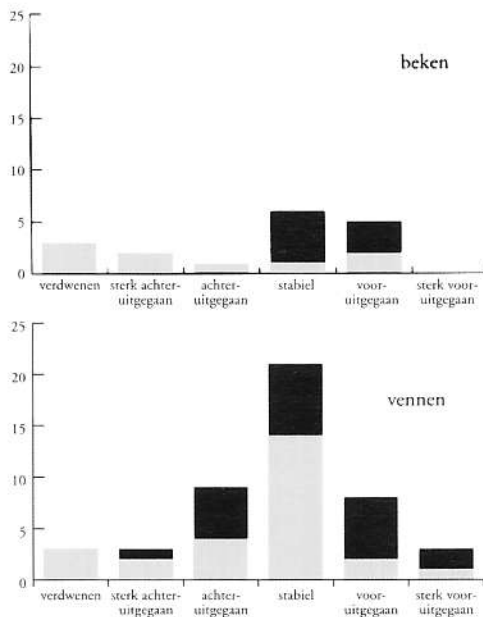 25
beken
20
15
10
5
0
verdwenen sterk achter- achter- stabiel voor- sterk voor-
uitgegaan uitgegaan uitgegaan uitgegaan
25
vennen
20
15
10
5
0
verdwenen sterk achter- achter- stabiel voor- sterk voor-
uitgegaan uitgegaan uitgegaan uitgegaan